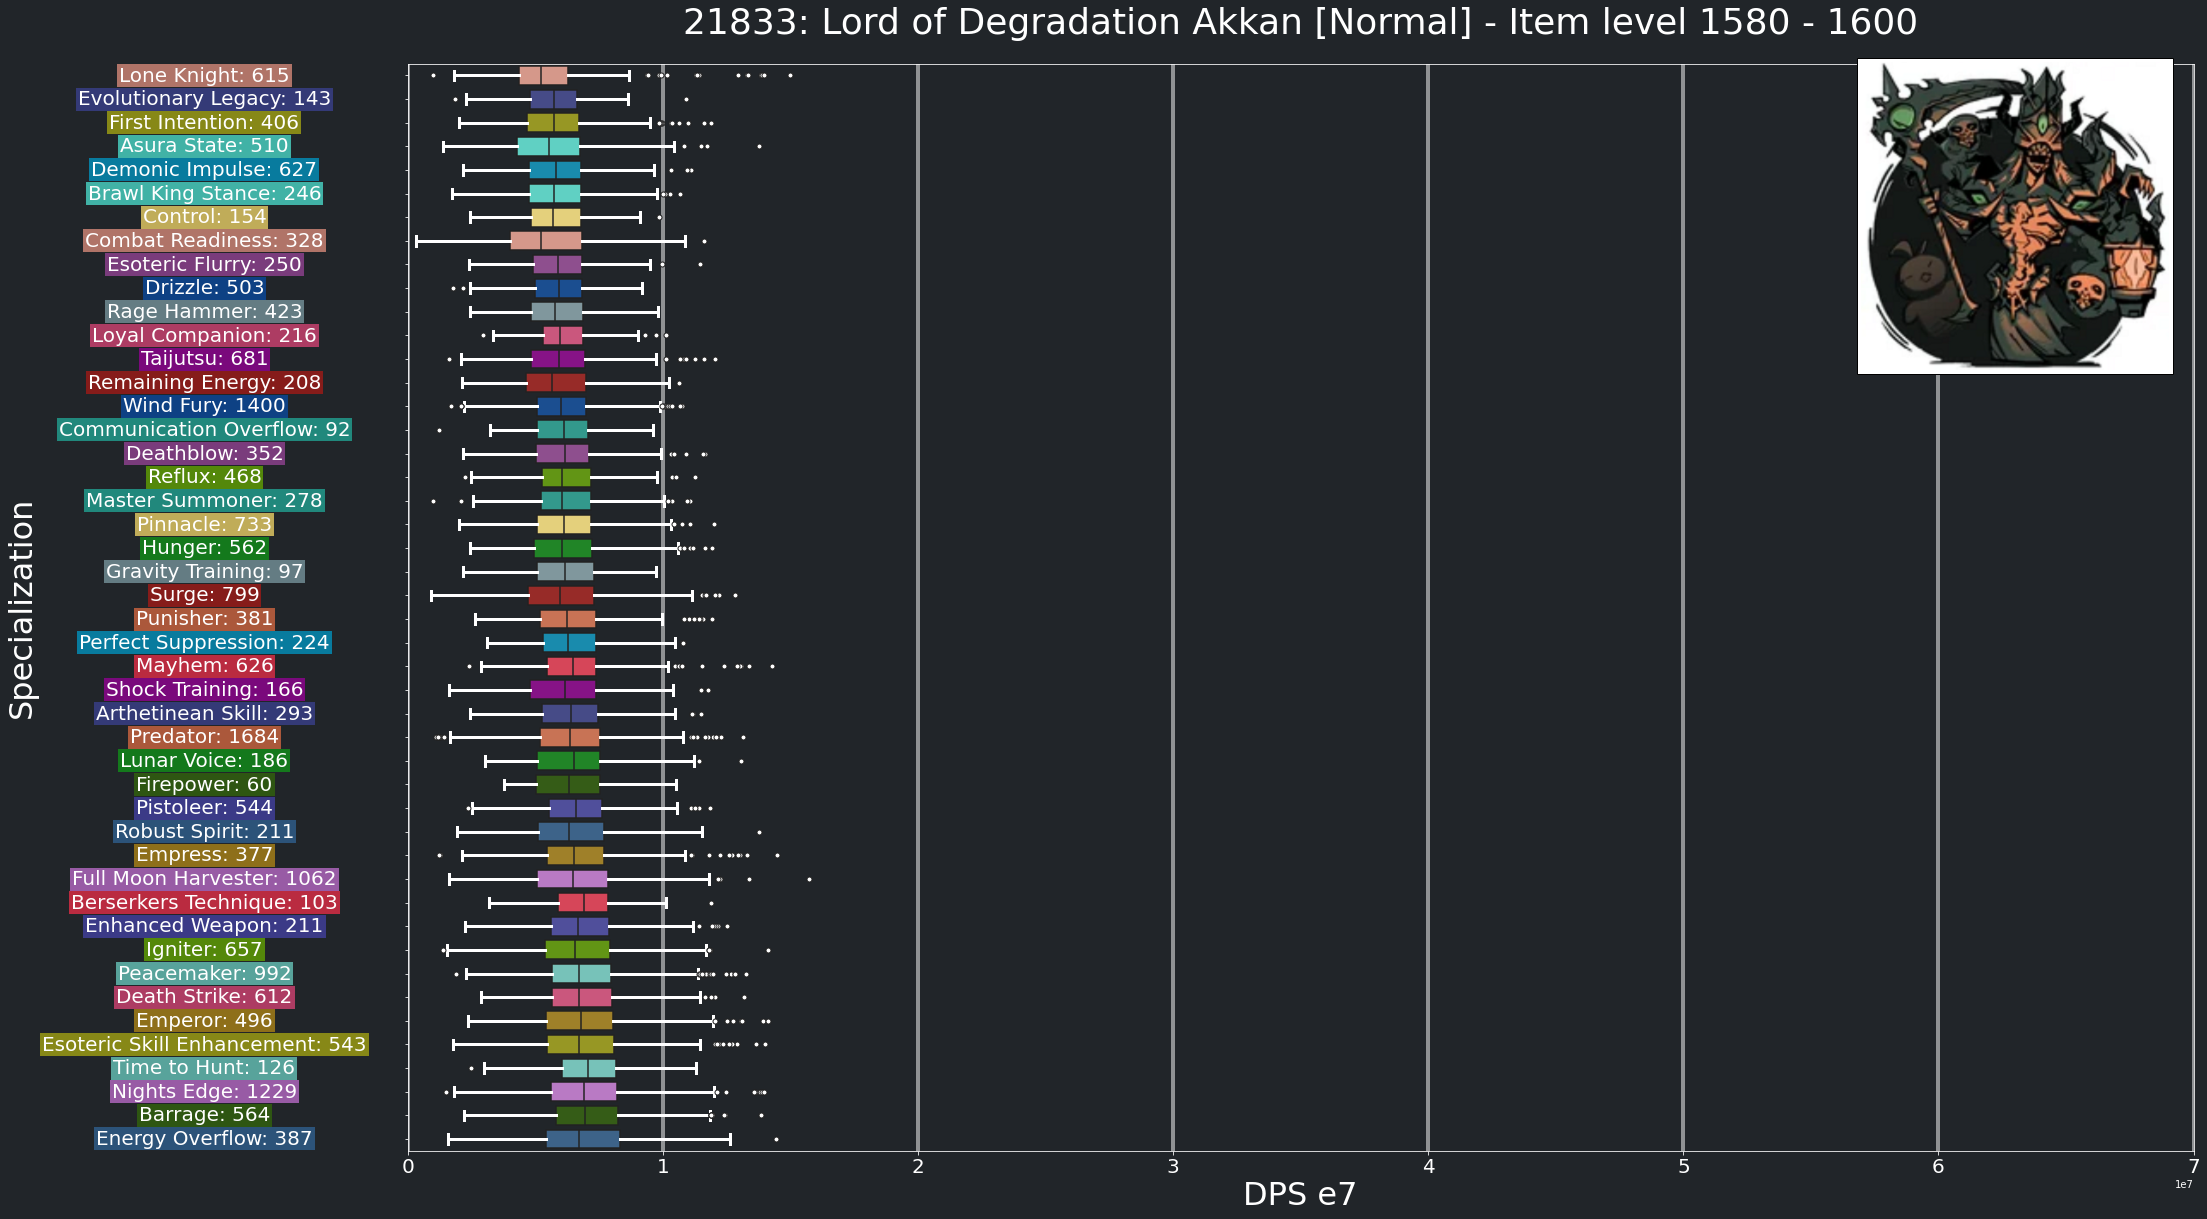 21833: Lord of Degradation Akkan [Normal] - Item level 1580 - 1600
Specialization
Lone Knight: 615
Evolutionary Legacy: 143
First Intention: 406
Asura State: 510
Demonic Impulse: 627
Brawl King Stance: 246
Control: 154
Combat Readiness: 328
Esoteric Flurry: 250
Drizzle: 503
Rage Hammer: 423
Loyal Companion: 216
Taijutsu: 681
Remaining Energy: 208
Wind Fury: 1400
Communication Overflow: 92
Deathblow: 352
Reflux: 468
Master Summoner: 278
Pinnacle: 733
Hunger: 562
Gravity Training: 97
Surge: 799
Punisher: 381
Perfect Suppression: 224
Mayhem: 626
Shock Training: 166
Arthetinean Skill: 293
Predator: 1684
Lunar Voice: 186
Firepower: 60
Pistoleer: 544
Robust Spirit: 211
Empress: 377
Full Moon Harvester: 1062
Berserkers Technique: 103
Enhanced Weapon: 211
Igniter: 657
Peacemaker: 992
Death Strike: 612
Emperor: 496
Esoteric Skill Enhancement: 543
Time to Hunt: 126
Nights Edge: 1229
Barrage: 564
Energy Overflow: 387
0 1 2 3 4 5 6 7
1e7
DPS e7